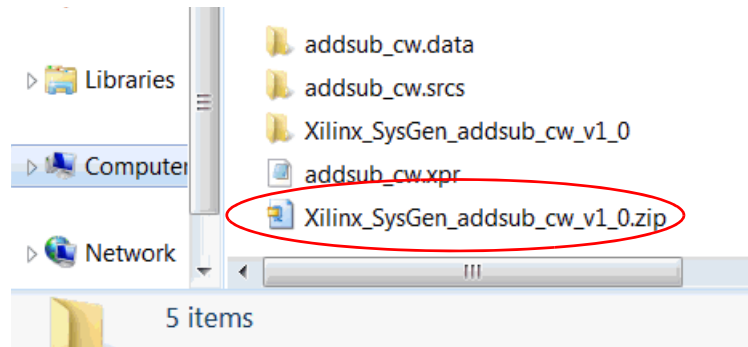 addsub_cw.data
Libraries
addsub_cw.srcs
Xilinx_SysGen_addsub_cw_v1_0
Computer
addsub_cw.xpr
Xilinx_SysGen_addsub_cw_v1_0.zip
Network
5 items